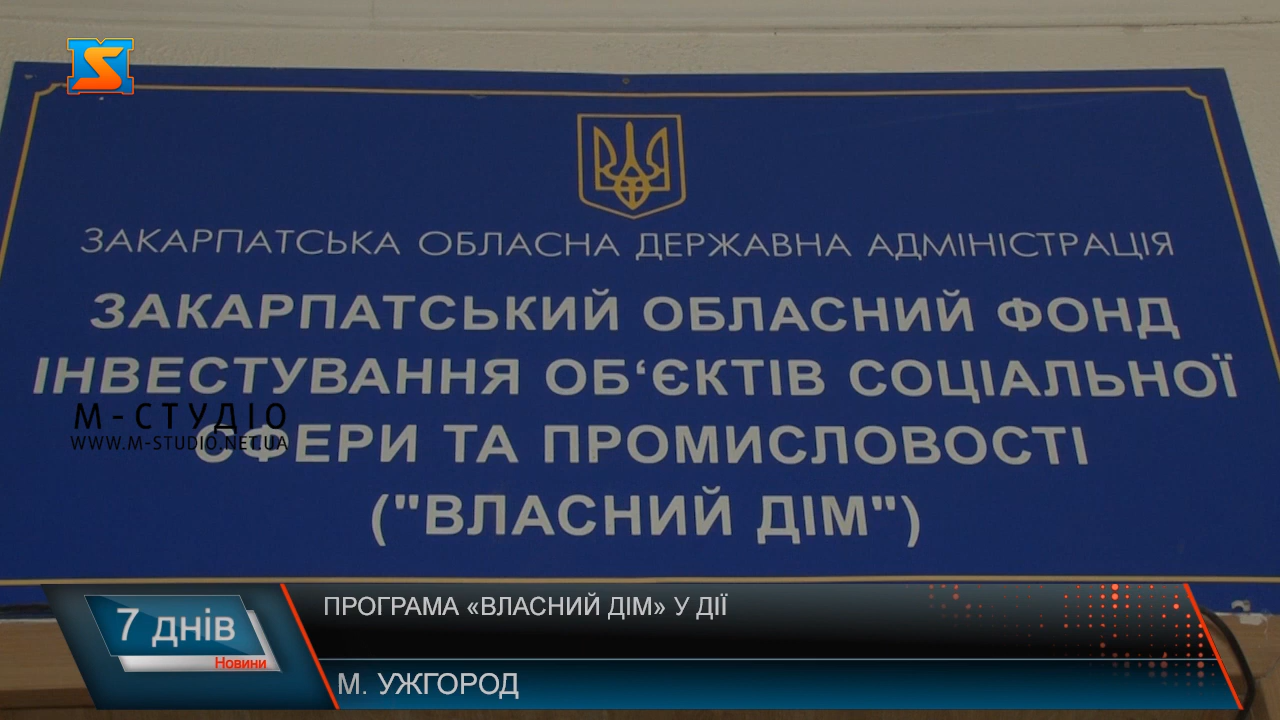 ЗАКАРПАТСЬКА ОБЛАСНА ДЕРЖАВНА АДМІНІСТРАЦІЯ
ЗАКАРПАТСЬКИЙ ОБЛАСНИЙ ФОНД
ІНВЕСТУВАННЯ ОБ‘ЄКТІВ СОЦІАЛЬНОЇ
М-СТУДІО
WWW.M-STUDIO.NET.UA
СФЕРИ ТА ПРОМИСЛОВОСТІ
("ВЛАСНИЙ ДІМ")
7 днів
Новини
ПРОГРАМА «ВЛАСНИЙ ДІМ» У ДІЇ
М. УЖГОРОД